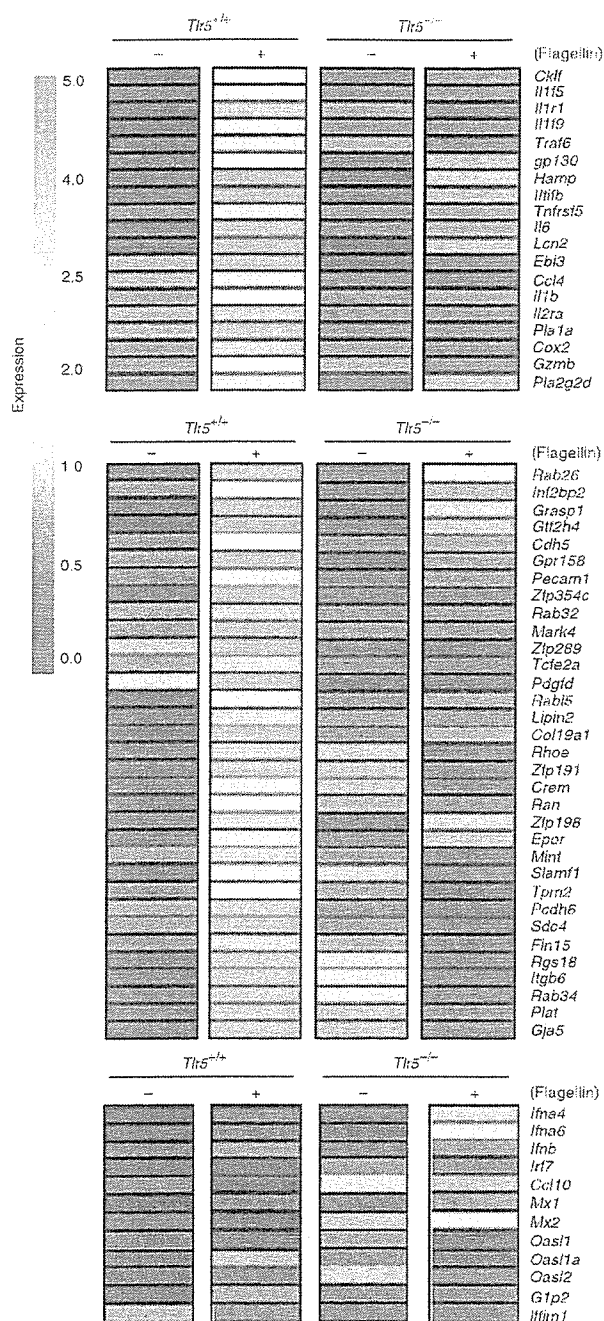 Tlr5+/+ Tlr5−/−
− + − + (Flagellin)
Cklf
Il1f5
Il1r1
Il1f9
Traf6
gp130
Hamp
Iltifb
Tnfrsf5
Il6
Lcn2
Ebi3
Ccl4
Il1b
Il2ra
Pla1a
Cox2
Gzmb
Pla2g2d
5.0
4.0
2.5
2.0
Expression
1.0
0.5
0.0
Tlr5+/+ Tlr5−/−
− + − + (Flagellin)
Rab26
Grasp1
Gtf2h4
Cdh5
Gpr158
Pecam1
Zfp354c
Rab32
Mark4
Zfp289
Tcfe2a
Pdgfd
Rabl5
Lipin2
Col19a1
Rhoe
Zfp191
Crem
Ran
Zfp198
Epor
Mint
Slamf1
Tpm2
Pcdh6
Sdc4
Fin15
Rgs18
Itgb6
Rab34
Plat
Gja5
Tlr5+/+ Tlr5−/−
− + − + (Flagellin)
Ifna4
Ifna6
Ifnb
Irf7
Ccl10
Mx1
Mx2
Oasl1
Oasl1a
Oasl2
G1p2